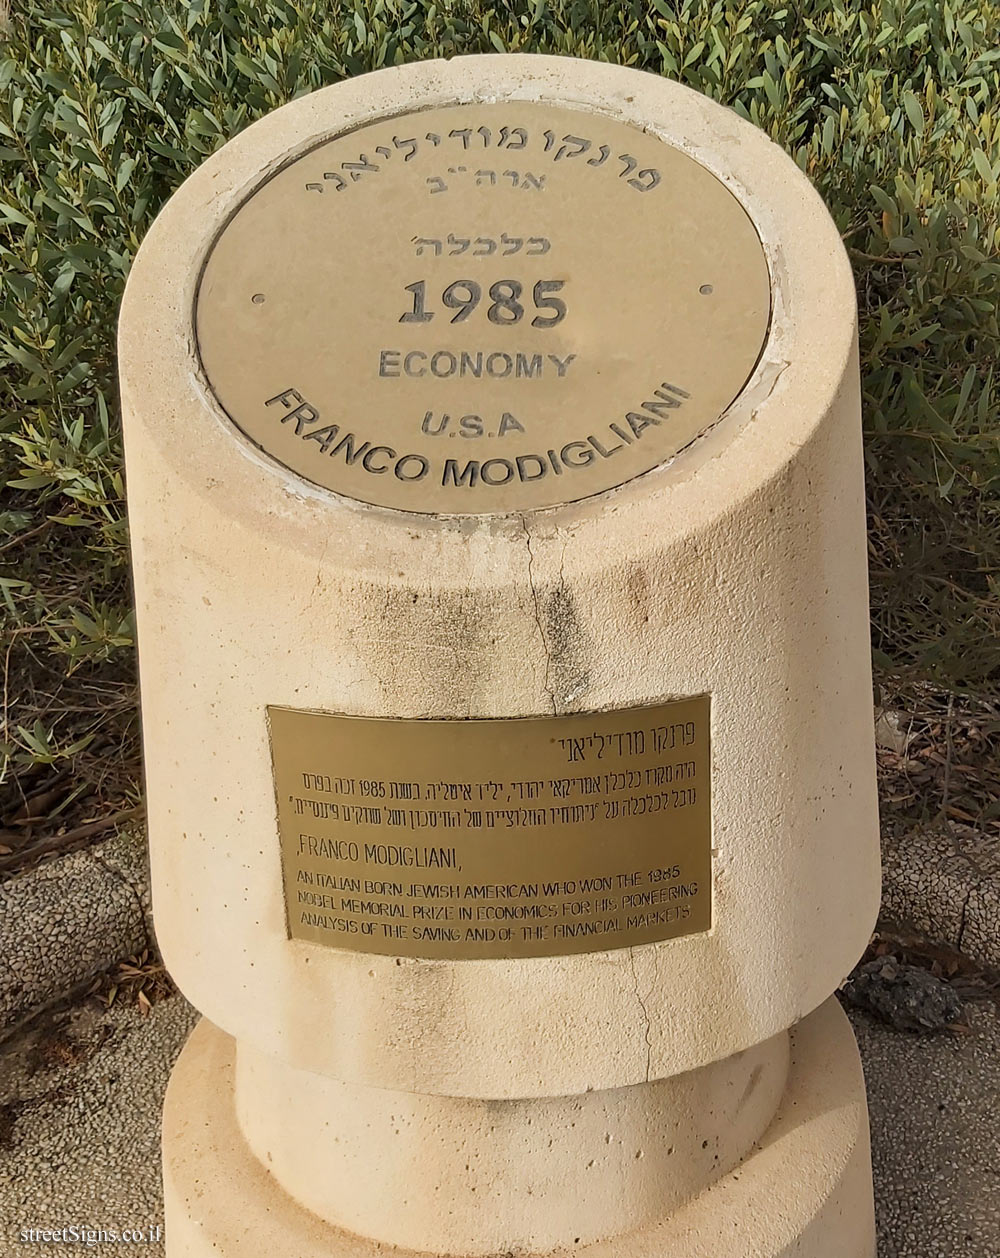 פרנקו מודיליאני
ארה"ב
כלכלה
1985
ECONOMY
U.S.A
FRANCO MODIGLIANI
פרנקו מודיליאני
היה מקרו כלכלן אמריקאי יהודי, יליד איטליה. בשנת 1985 זכה בפרס
נובל לכלכלה על "ניתוחיו החלוציים של החיסכון ושל שווקים פיננסיים."
,FRANCO MODIGLIANI,
AN ITALIAN BORN JEWISH AMERICAN WHO WON THE 1985
NOBEL MEMORIAL PRIZE IN ECONOMICS FOR HIS PIONEERING
ANALYSIS OF THE SAVING AND OF THE FINANCIAL MARKETS
streetSigns.co.il